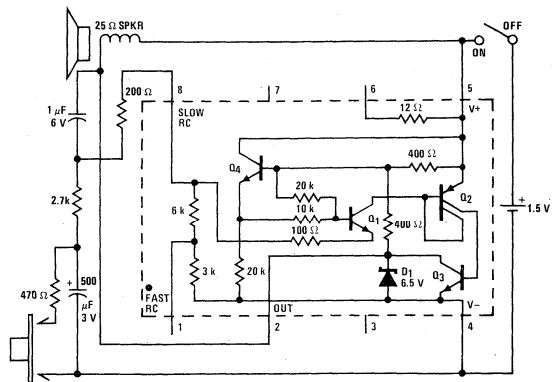 25 Ω SPKR
OFF
ON
200 Ω
8
7
6
5
SLOW
RC
V+
12 Ω
1 µF
6 V
400 Ω
Q4
20 k
10 k
Q1
Q2
100 Ω
400 Ω
+
1.5 V
2.7k
6 k
3 k
20 k
D1
6.5 V
Q3
470 Ω
+
500
µF
3 V
FAST
RC
OUT
V−
1
2
3
4